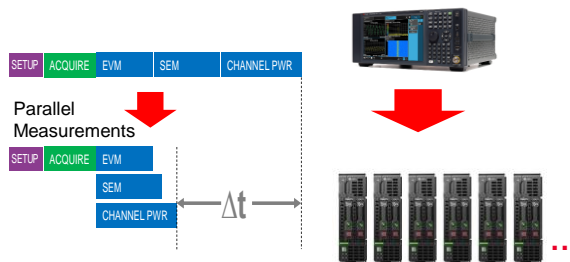 SETUP ACQUIRE EVM SEM CHANNEL PWR
Parallel
Measurements
SETUP ACQUIRE EVM
SEM
CHANNEL PWR
Δt
..